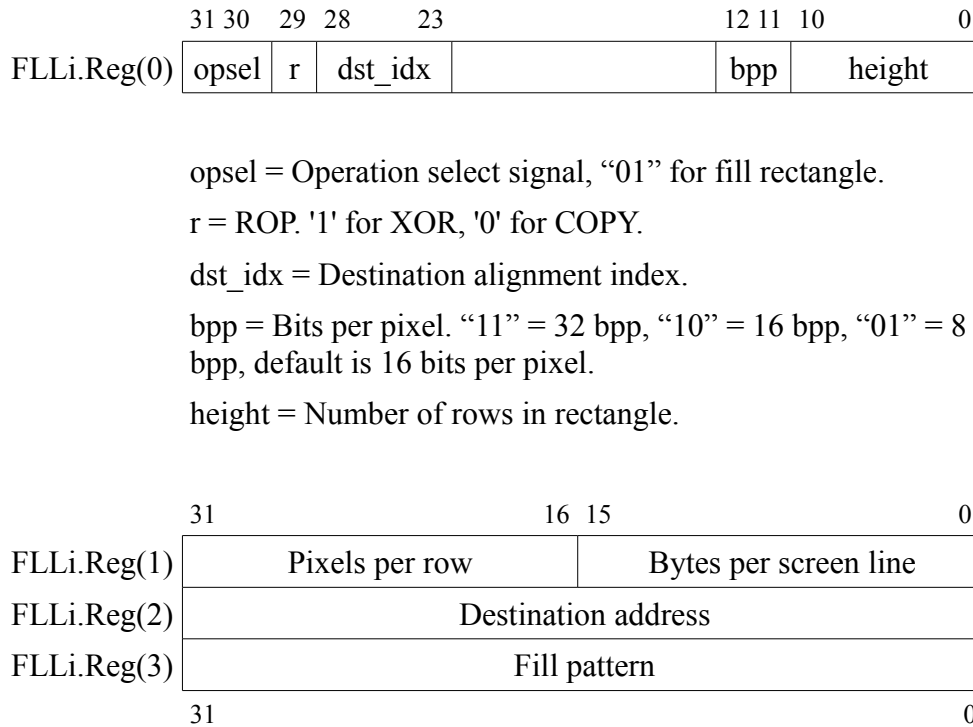 31 30 29 28 23 12 11 10 0
FLLi.Reg(0) opsel r dst_idx bpp height
opsel = Operation select signal, “01” for fill rectangle.
r = ROP. '1' for XOR, '0' for COPY.
dst_idx = Destination alignment index.
bpp = Bits per pixel. “11” = 32 bpp, “10” = 16 bpp, “01” = 8
bpp, default is 16 bits per pixel.
height = Number of rows in rectangle.
31 16 15 0
FLLi.Reg(1) Pixels per row Bytes per screen line
FLLi.Reg(2) Destination address
FLLi.Reg(3) Fill pattern
31 0